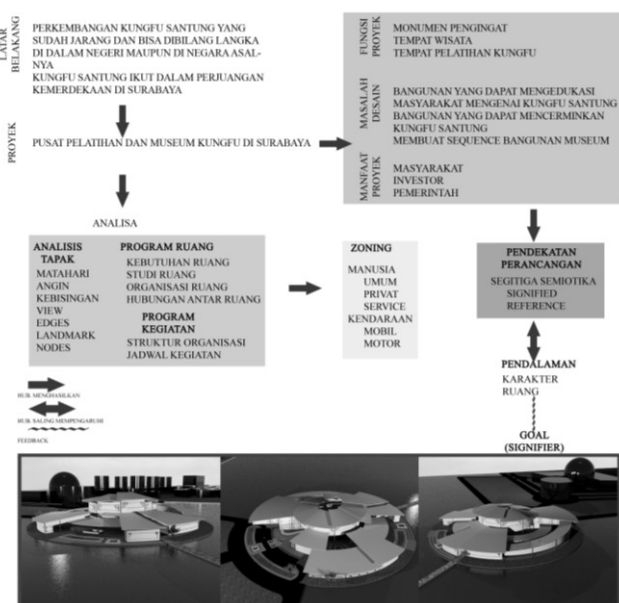 LATAR
BELAKANG
PERKEMBANGAN KUNGFU SANTUNG YANG
SUDAH JARANG DAN BISA DIBILANG LANGKA
DI DALAM NEGERI MAUPUN DI NEGARA ASAL-
NYA
KUNGFU SANTUNG IKUT DALAM PERJUANGAN
KEMERDEKAAN DI SURABAYA
PROYEK
PUSAT PELATIHAN DAN MUSEUM KUNGFU DI SURABAYA
FUNGSI
PROYEK
MONUMEN PENGINGAT
TEMPAT WISATA
TEMPAT PELATIHAN KUNGFU
MASALAH
DESAIN
BANGUNAN YANG DAPAT MENGEDUKASI
MASYARAKAT MENGENAI KUNGFU SANTUNG
BANGUNAN YANG DAPAT MENCERMINKAN
KUNGFU SANTUNG
MEMBUAT SEQUENCE BANGUNAN MUSEUM
MANFAAT
PROYEK
MASYARAKAT
INVESTOR
PEMERINTAH
ANALISA
ANALISIS
TAPAK
MATAHARI
ANGIN
KEBISINGAN
VIEW
EDGES
LANDMARK
NODES
PROGRAM RUANG
KEBUTUHAN RUANG
STUDI RUANG
ORGANISASI RUANG
HUBUNGAN ANTAR RUANG
PROGRAM
KEGIATAN
STRUKTUR ORGANISASI
JADWAL KEGIATAN
ZONING
MANUSIA
UMUM
PRIVAT
SERVICE
KENDARAAN
MOBIL
MOTOR
PENDEKATAN
PERANCANGAN
SEGITIGA SEMIOTIKA
SIGNIFIED
REFERENCE
PENDALAMAN
KARAKTER
RUANG
GOAL
(SIGNIFIER)
HUB. MENGHASILKAN
HUB. SALING MEMPENGARUHI
FEEDBACK